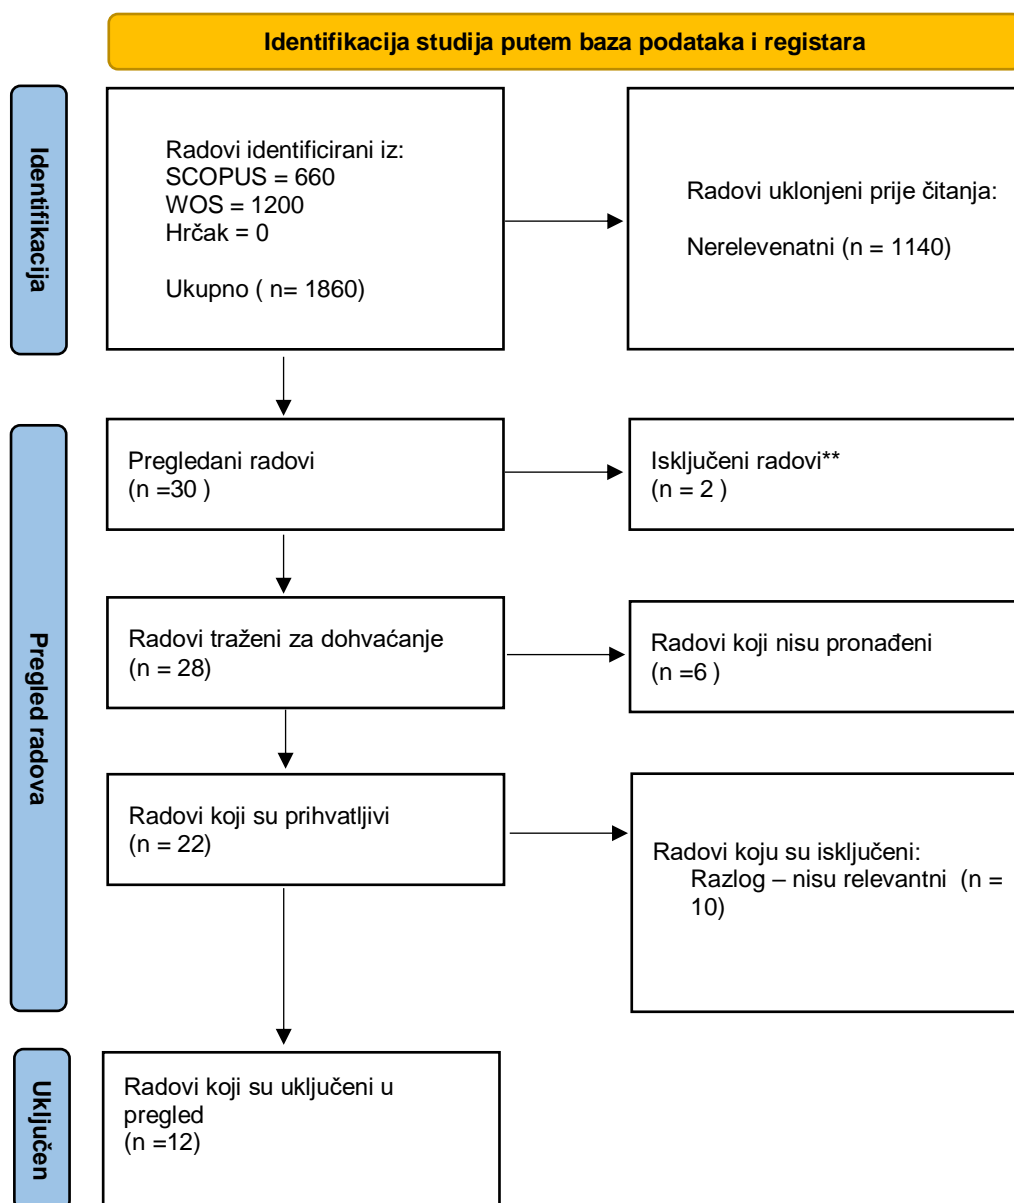 Identifikacija studija putem baza podataka i registara
Identifikacija
Radovi identificirani iz:
SCOPUS = 660
WOS = 1200
Hrčak = 0
Ukupno ( n= 1860)
Radovi uklonjeni prije čitanja:
Nerelevenatni (n = 1140)
Pregled radova
Pregledani radovi
(n =30 )
Isključeni radovi**
(n = 2 )
Radovi traženi za dohvaćanje
(n = 28)
Radovi koji nisu pronađeni
(n =6 )
Radovi koji su prihvatljivi
(n = 22)
Radovi koju su isključeni:
Razlog – nisu relevantni  (n =
10)
Uključen
Radovi koji su uključeni u
pregled
(n =12)